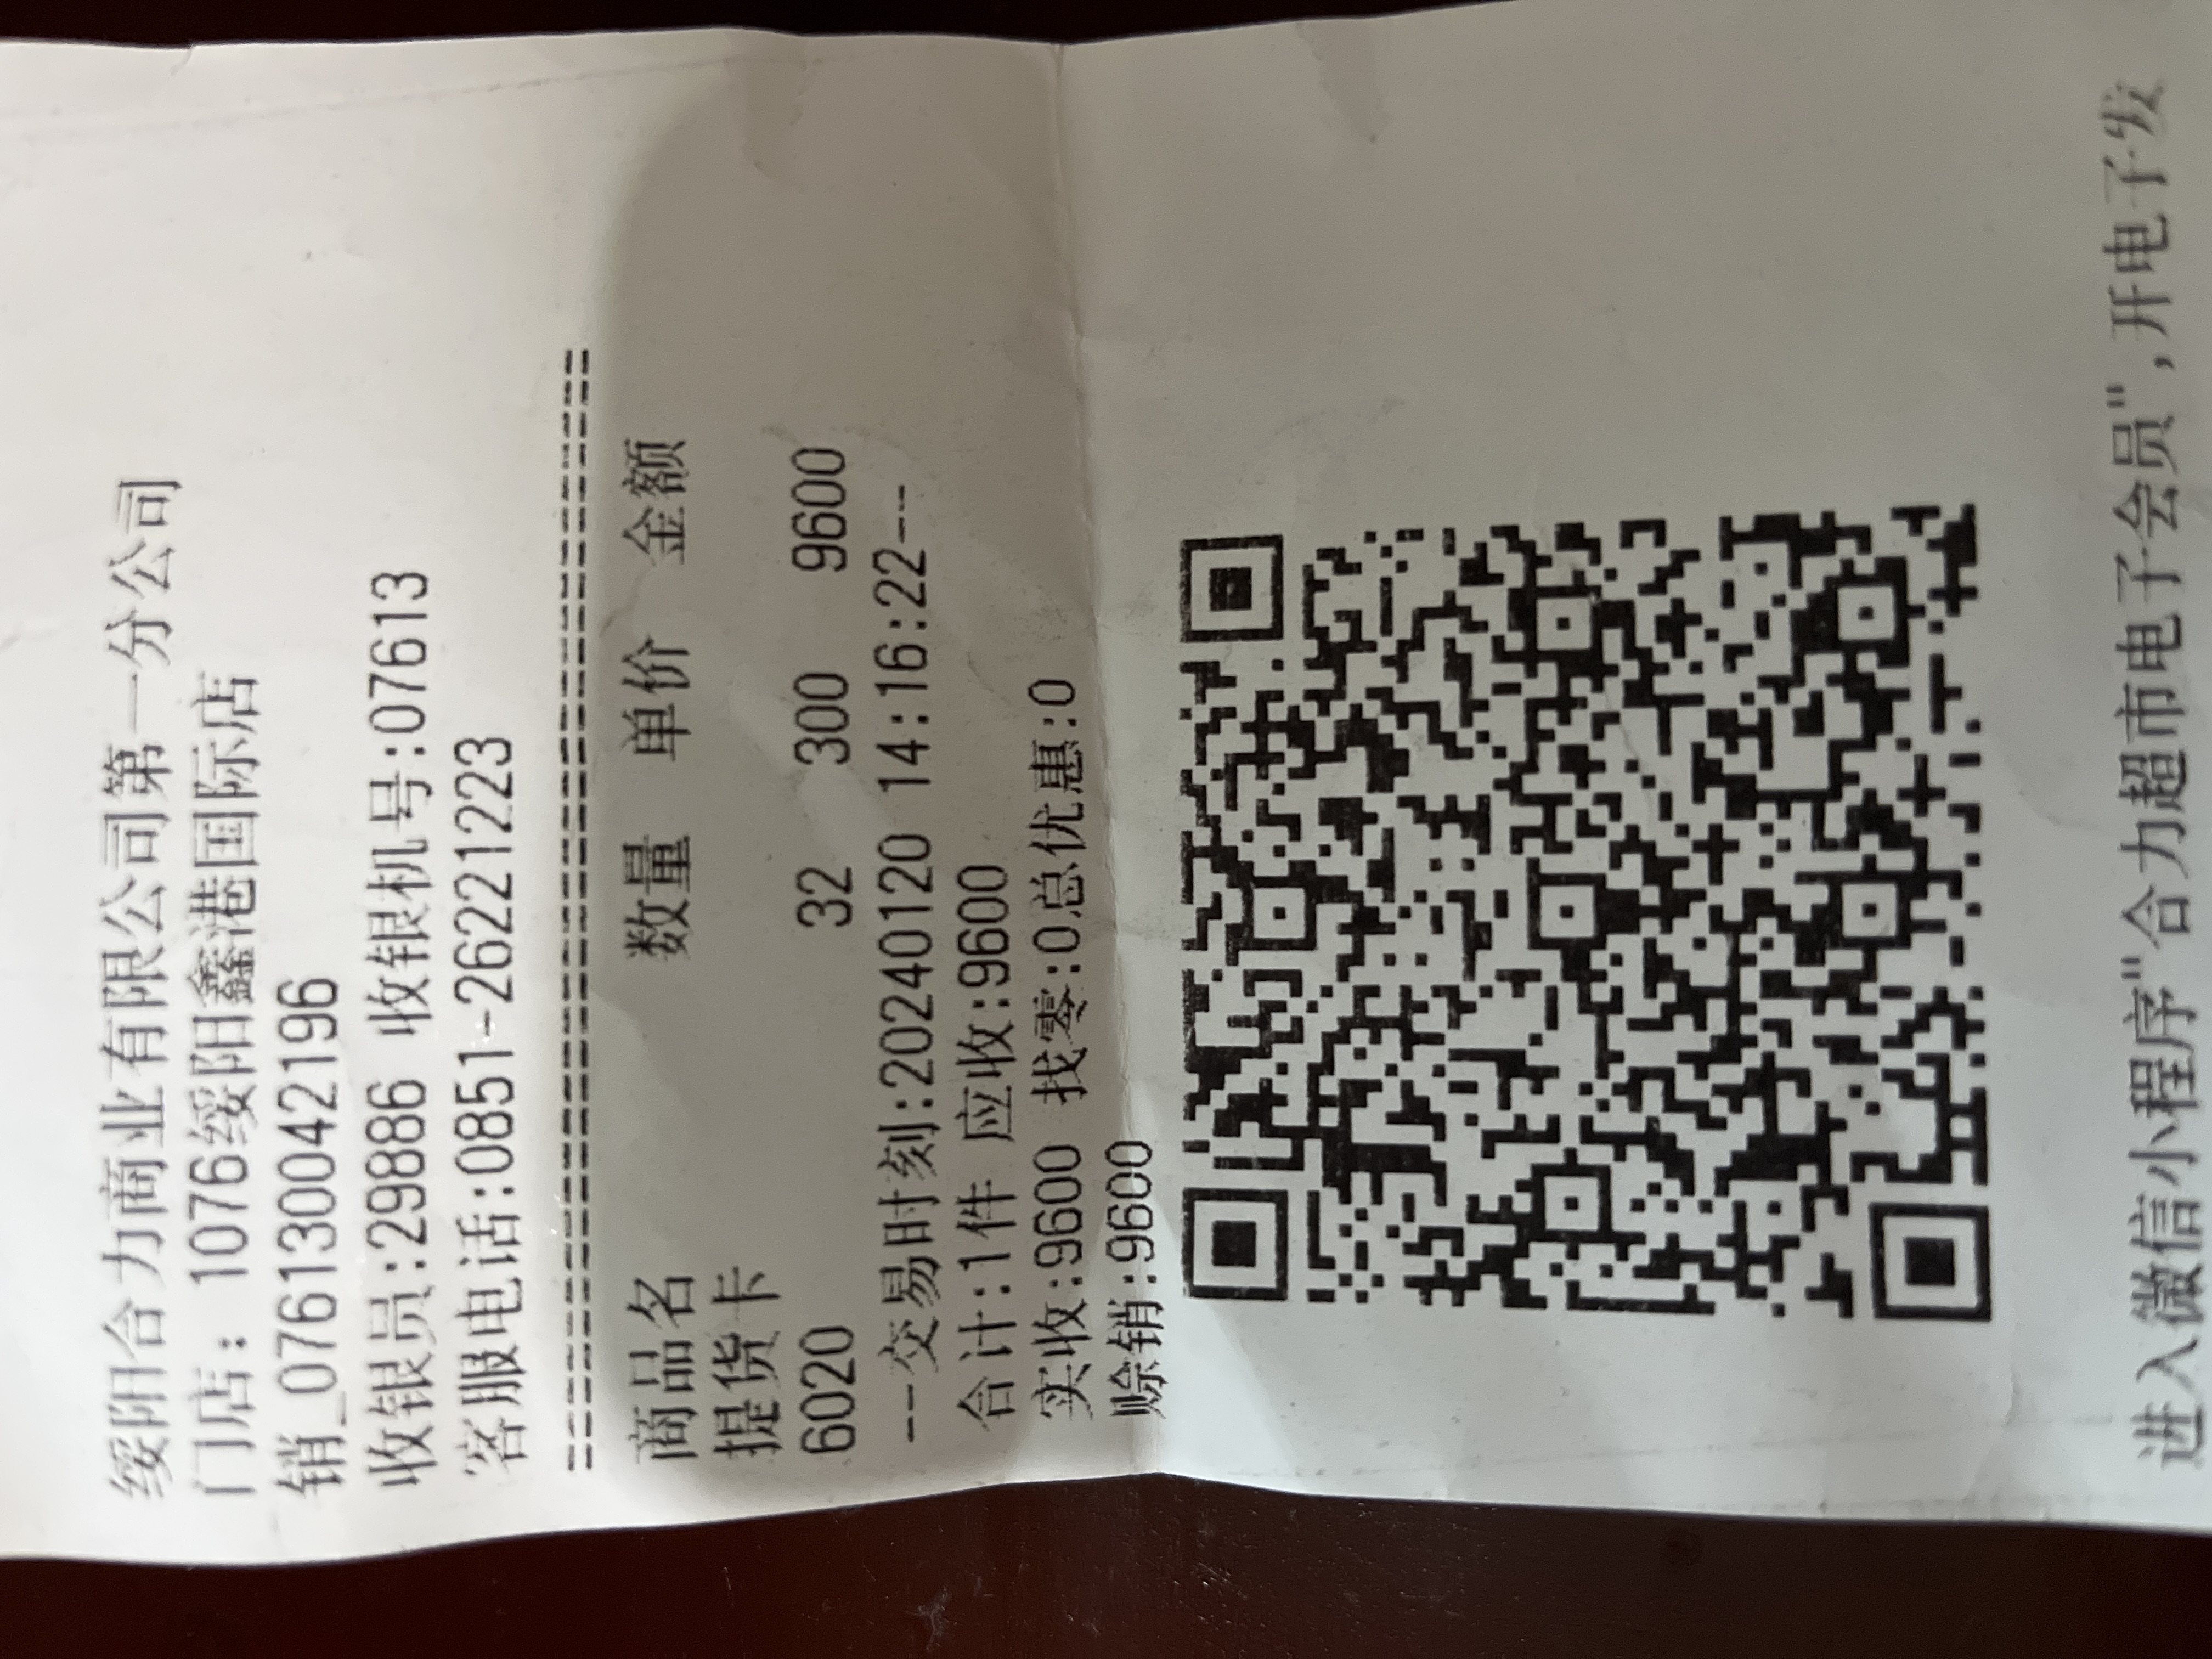 绥阳合力商业有限公司第一分公司
门店：1076绥阳鑫港国际店
销_076130042196
收银员:29886 收银机号:07613
客服电话:0851-26221223
========================================
商品名 数量 单价 金额
提货卡
6020 32 300 9600
--交易时刻:20240120 14:16:22--
合计:1件 应收:9600
实收:9600 找零:0总优惠:0
赊销:9600
进入微信小程序"合力超市电子会员",开电子发